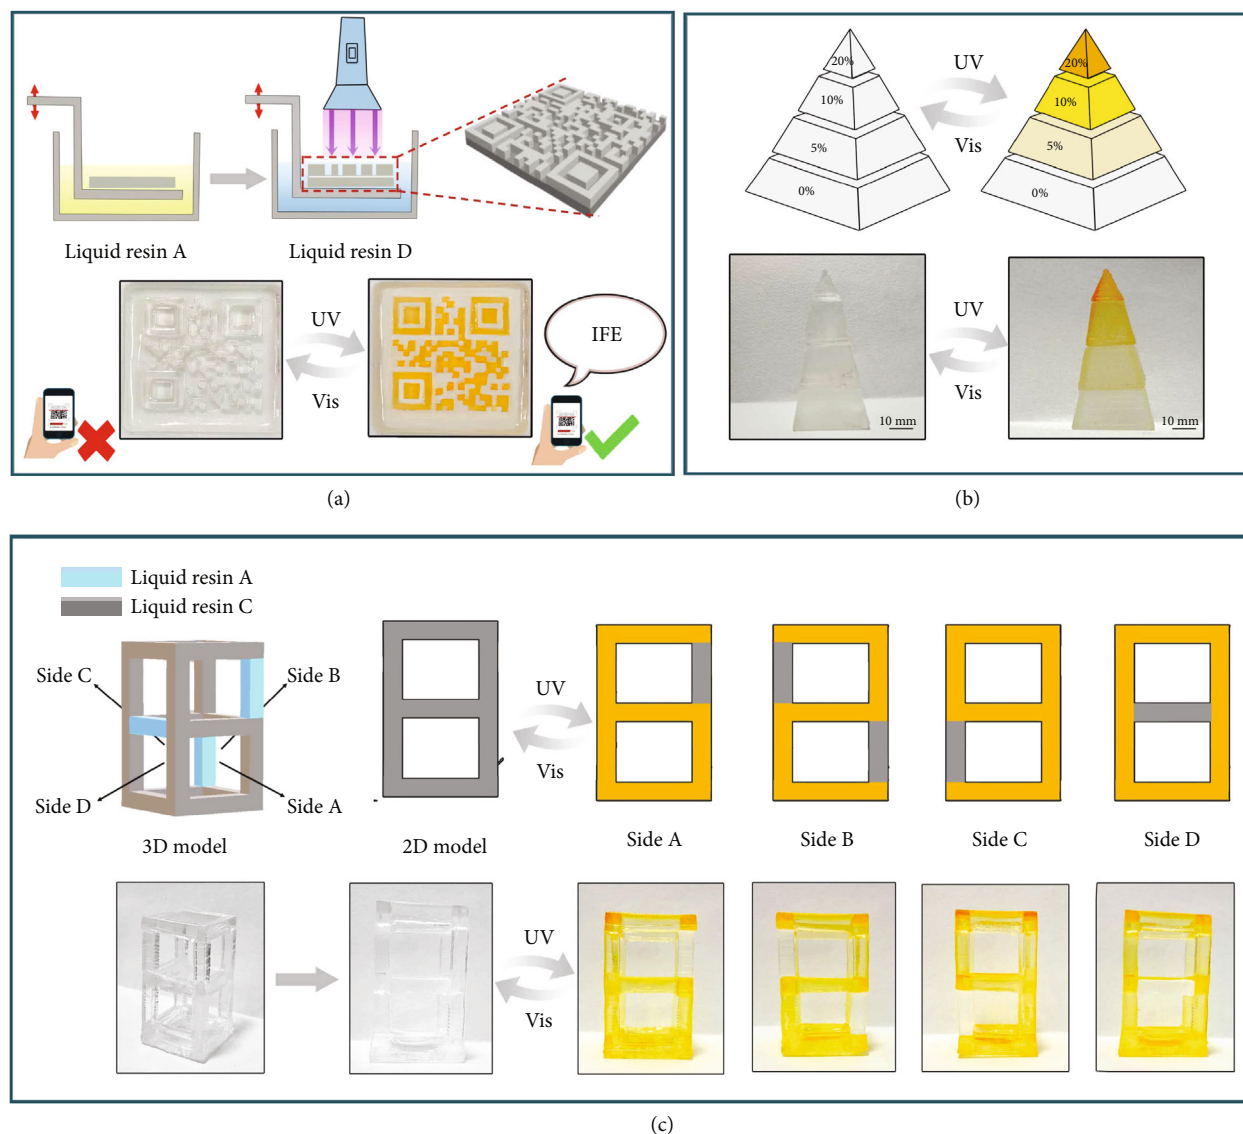 Liquid resin A
Liquid resin D
UV
Vis
IFE
(a)
20%
10%
5%
0%
UV
Vis
20%
10%
5%
0%
UV
Vis
10 mm
10 mm
(b)
Liquid resin A
Liquid resin C
Side C
Side B
Side D
Side A
3D model
2D model
UV
Vis
Side A
Side B
Side C
Side D
UV
Vis
(c)